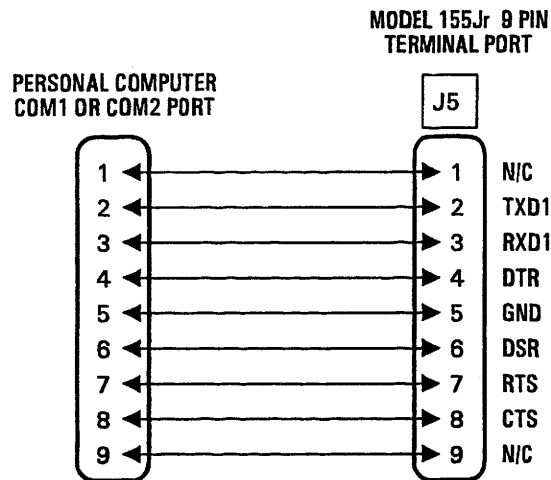 MODEL 155Jr 9 PIN
TERMINAL PORT
PERSONAL COMPUTER
COM1 OR COM2 PORT
J5
1 1 N/C
2 2 TXD1
3 3 RXD1
4 4 DTR
5 5 GND
6 6 DSR
7 7 RTS
8 8 CTS
9 9 N/C